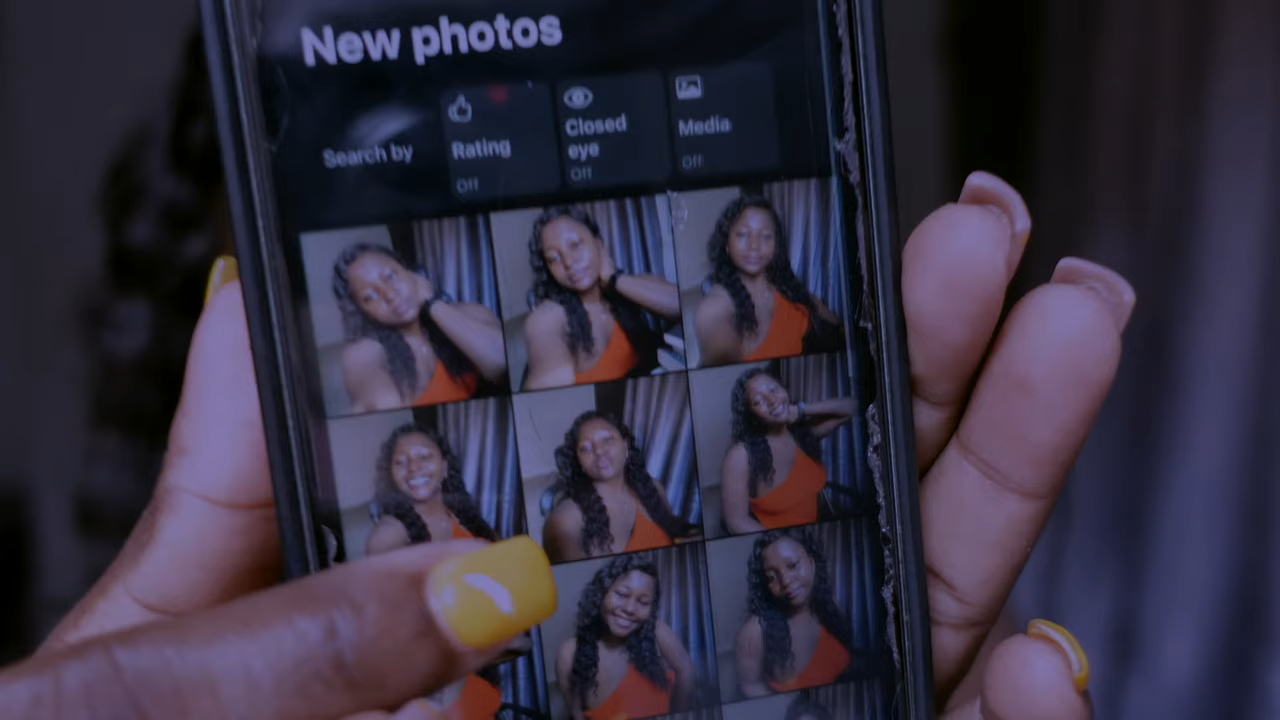 New photos
Search by
Rating
Off
Closed
eye
Off
Media
Off